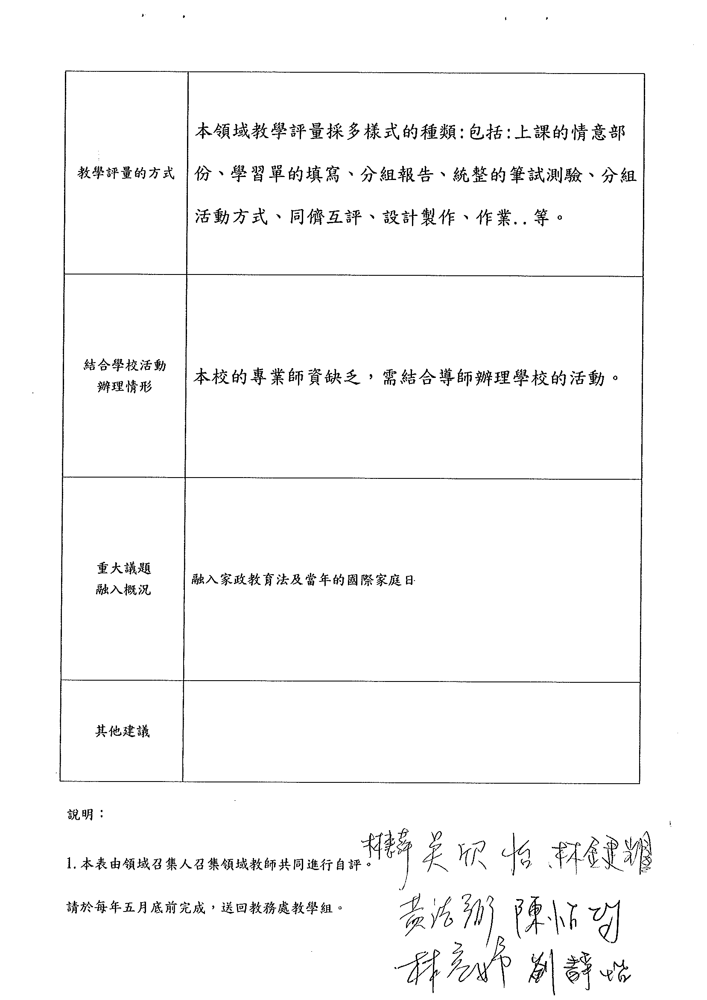 教學評量的方式
本領域教學評量採多樣式的種類:包括:上課的情意部
份、學習單的填寫、分組報告、統整的筆試測驗、分組
活動方式、同儕互評、設計製作、作業..等。
結合學校活動
辦理情形
本校的專業師資缺乏,需結合導師辦理學校的活動。
重大議題
融入概況
融入家政教育法及當年的國際家庭日
其他建議
說明:
1.本表由領域召集人召集領域教師共同進行自評。
吳欣怡 林鍵耀
請於每年五月底前完成,送回教務處教學組。
黃 陳怡
林 劉